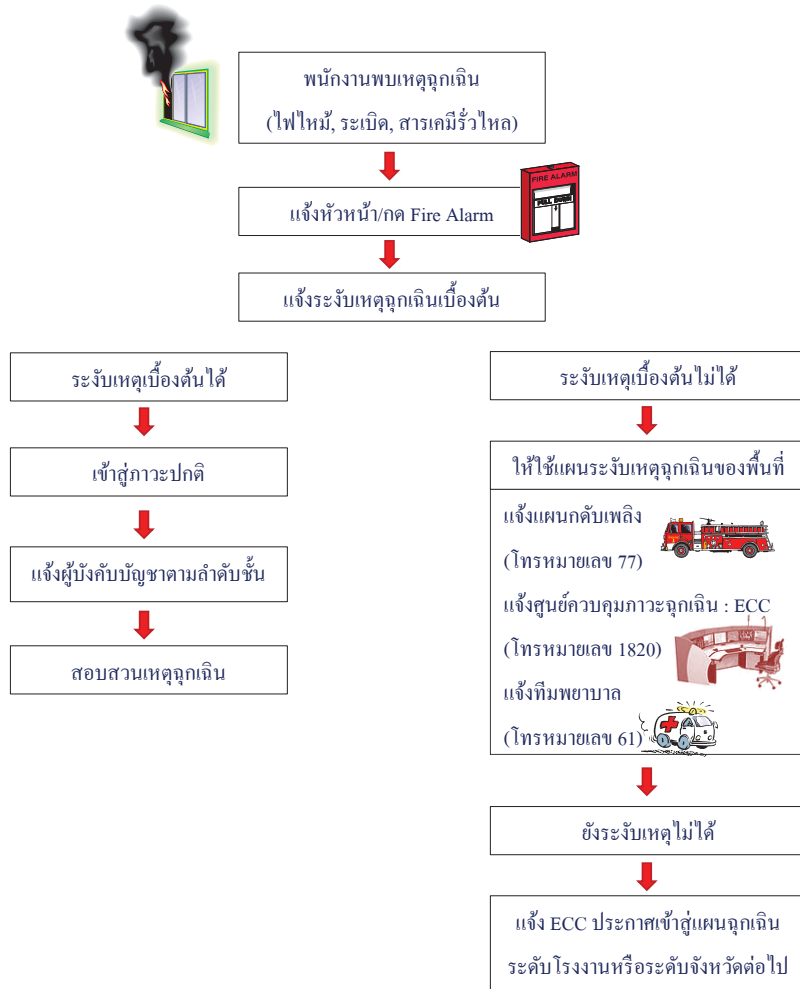 พนักงานพบเหตุฉุกเฉิน
(ไฟไหม้, ระเบิด, สารเคมีรั่วไหล)
แจ้งหัวหน้า/กด Fire Alarm
FIRE ALARM
PULL DOWN
แจ้งระงับเหตุฉุกเฉินเบื้องต้น
ระงับเหตุเบื้องต้นได้
เข้าสู่ภาวะปกติ
แจ้งผู้บังคับบัญชาตามลำดับชั้น
สอบสวนเหตุฉุกเฉิน
ระงับเหตุเบื้องต้นไม่ได้
ให้ใช้แผนระงับเหตุฉุกเฉินของพื้นที่
แจ้งแผนกดับเพลิง
(โทรหมายเลข 77)
แจ้งศูนย์ควบคุมภาวะฉุกเฉิน : ECC
(โทรหมายเลข 1820)
แจ้งทีมพยาบาล
(โทรหมายเลข 61)
ยังระงับเหตุไม่ได้
แจ้ง ECC ประกาศเข้าสู่แผนฉุกเฉิน
ระดับโรงงานหรือระดับจังหวัดต่อไป